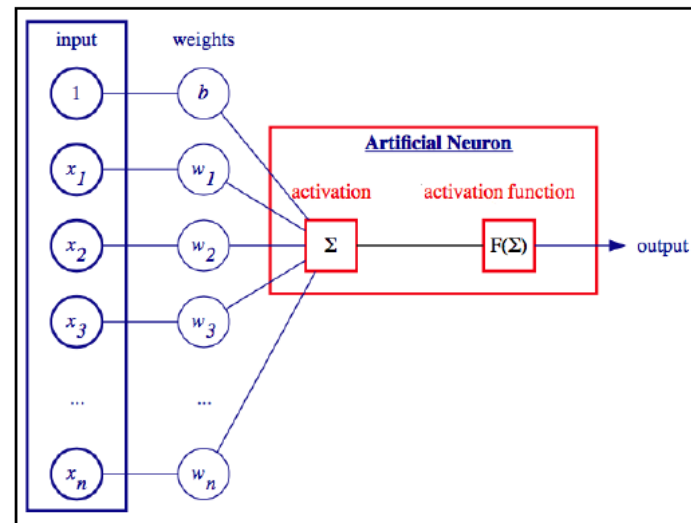 input weights
1 b
Artificial Neuron
x1 w1
activation activation function
x2 w2 Σ F(Σ) output
x3 w3
... ...
xn wn